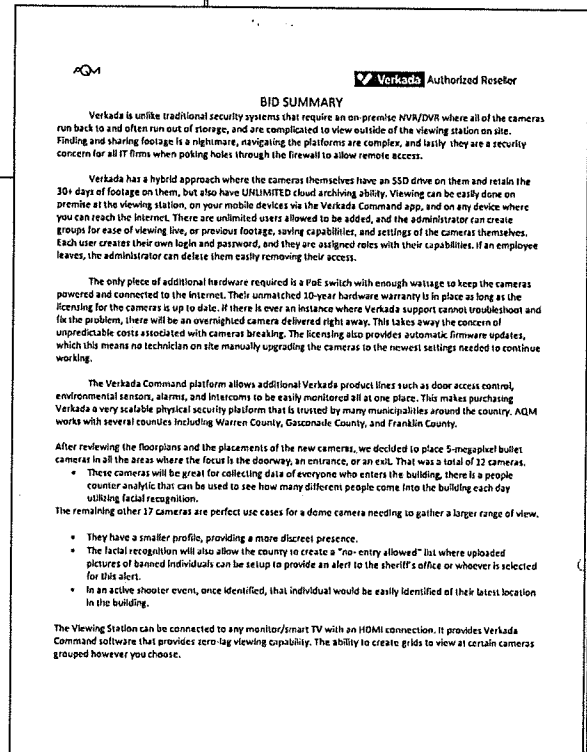 AQM
Verkada Authorized Reseller
BID SUMMARY
Verkada is unlike traditional security systems that require an on-premise NVR/DVR where all of the cameras
run back to and often run out of storage, and are complicated to view outside of the viewing station on site.
Finding and sharing footage is a nightmare, navigating the platforms are complex, and lastly they are a security
concern for all IT firms when poking holes through the firewall to allow remote access.
Verkada has a hybrid approach where the cameras themselves have an SSD drive on them and retain the
30+ days of footage on them, but also have UNLIMITED cloud archiving ability. Viewing can be easily done on
premise at the viewing station, on your mobile devices via the Verkada Command app, and on any device where
you can reach the internet. There are unlimited users allowed to be added, and the administrator can create
groups for ease of viewing live, or previous footage, saving capabilities, and settings of the cameras themselves.
Each user creates their own login and password, and they are assigned roles with their capabilities. If an employee
leaves, the administrator can delete them easily removing their access.
The only piece of additional hardware required is a PoE switch with enough wattage to keep the cameras
powered and connected to the internet. Their unmatched 10-year hardware warranty is in place as long as the
licensing for the cameras is up to date. If there is ever an instance where Verkada support cannot troubleshoot and
fix the problem, there will be an overnighted camera delivered right away. This takes away the concern of
unpredictable costs associated with cameras breaking. The licensing also provides automatic firmware updates,
which this means no technician on site manually upgrading the cameras to the newest settings needed to continue
working.
The Verkada Command platform allows additional Verkada product lines such as door access control,
environmental sensors, alarms, and intercoms to be easily monitored all at one place. This makes purchasing
Verkada a very scalable physical security platform that is trusted by many municipalities around the country. AQM
works with several counties including Warren County, Gasconade County, and Franklin County.
After reviewing the floorplans and the placements of the new cameras, we decided to place 5-megapixel bullet
cameras in all the areas where the focus is the doorway, an entrance, or an exit. That was a total of 12 cameras.
• These cameras will be great for collecting data of everyone who enters the building, there is a people
counter analytic that can be used to see how many different people come into the building each day
utilizing facial recognition.
The remaining other 17 cameras are perfect use cases for a dome camera needing to gather a larger range of view.
• They have a smaller profile, providing a more discreet presence.
• The facial recognition will also allow the county to create a "no- entry allowed" list where uploaded
pictures of banned individuals can be setup to provide an alert to the sheriff's office or whoever is selected
for this alert.
• In an active shooter event, once identified, that individual would be easily identified of their latest location
in the building.
The Viewing Station can be connected to any monitor/smart TV with an HDMI connection. It provides Verkada
Command software that provides zero-lag viewing capability. The ability to create grids to view at certain cameras
grouped however you choose.